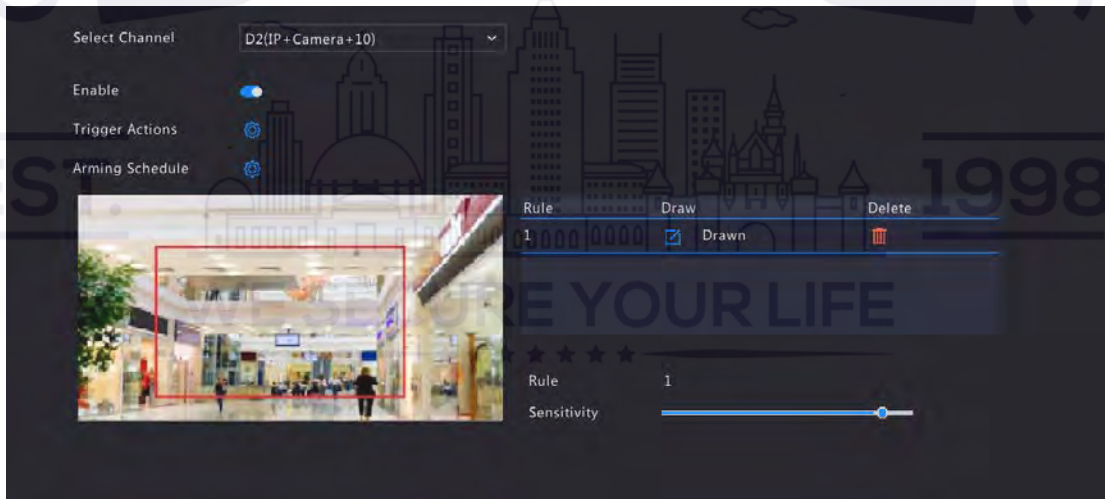 Select Channel D2(IP+Camera+10)
Enable
Trigger Actions
Arming Schedule
EST. 1998
Rule Draw Delete
1 Drawn
WE SECURE YOUR LIFE
Rule 1
Sensitivity